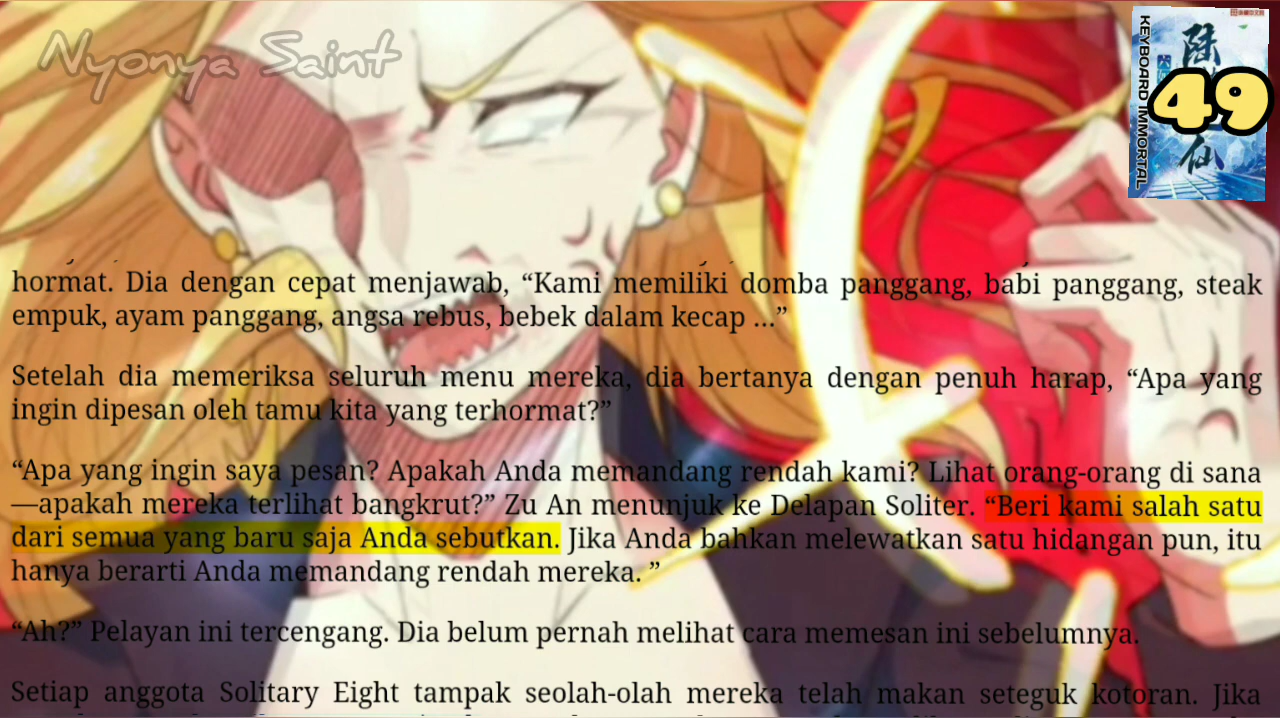 Nyonya Saint
KEYBOARD IMMORTAL
49
hormat. Dia dengan cepat menjawab, “Kami memiliki domba panggang, babi panggang, steak
empuk, ayam panggang, angsa rebus, bebek dalam kecap ...”
Setelah dia memeriksa seluruh menu mereka, dia bertanya dengan penuh harap, “Apa yang
ingin dipesan oleh tamu kita yang terhormat?”
“Apa yang ingin saya pesan? Apakah Anda memandang rendah kami? Lihat orang-orang di sana
—apakah mereka terlihat bangkrut?” Zu An menunjuk ke Delapan Soliter. “Beri kami salah satu
dari semua yang baru saja Anda sebutkan. Jika Anda bahkan melewatkan satu hidangan pun, itu
hanya berarti Anda memandang rendah mereka. ”
“Ah?” Pelayan ini tercengang. Dia belum pernah melihat cara memesan ini sebelumnya.
Setiap anggota Solitary Eight tampak seolah-olah mereka telah makan seteguk kotoran. Jika